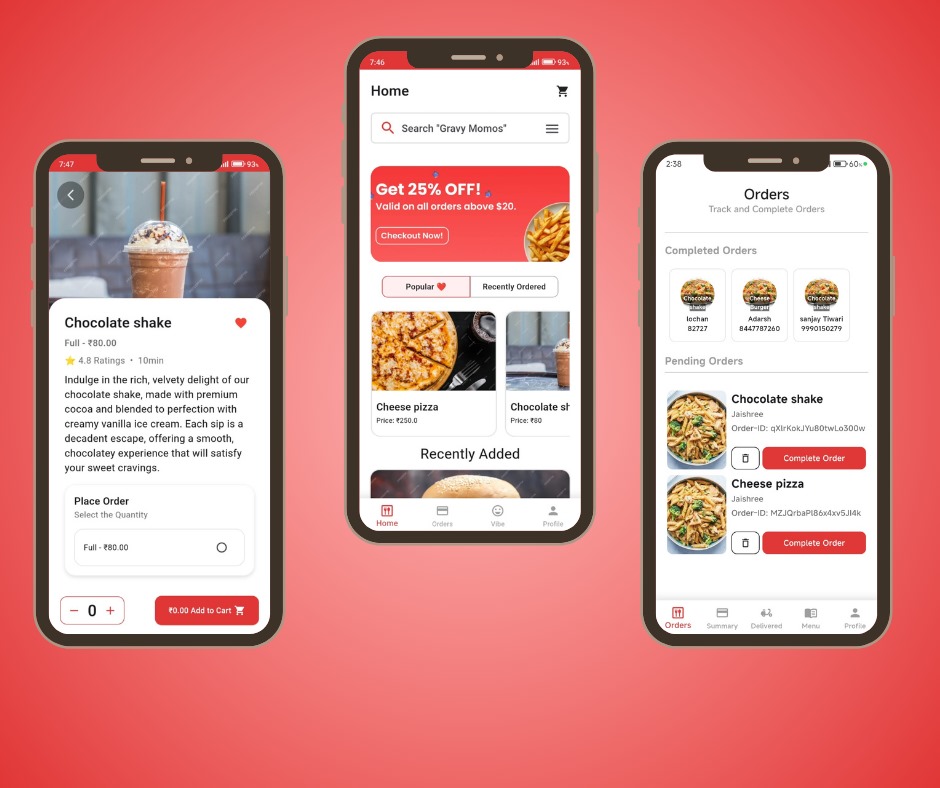 7:47
93%
Chocolate shake
Full - ₹80.00
⭐ 4.8 Ratings • 10min
Indulge in the rich, velvety delight of our
chocolate shake, made with premium
cocoa and blended to perfection with
creamy vanilla ice cream. Each sip is a
decadent escape, offering a smooth,
chocolatey experience that will satisfy
your sweet cravings.
Place Order
Select the Quantity
Full - ₹80.00
− 0 +
₹0.00 Add to Cart
7:46
93%
Home
Search "Gravy Momos"
Get 25% OFF!
Valid on all orders above $20.
Checkout Now!
Popular ❤️
Recently Ordered
Cheese pizza
Price: ₹250.0
Chocolate sh
Price: ₹80
Recently Added
Home
Orders
Vibe
Profile
2:38
60%
Orders
Track and Complete Orders
Completed Orders
Chocolate
shake
lochan
82727
Cheese
Burger
Adarsh
8447787260
Chocolate
shake
sanjay Tiwari
9990150279
Pending Orders
Chocolate shake
Jaishree
Order-ID: qXIrKokJYu80twLo300w
Complete Order
Cheese pizza
Jaishree
Order-ID: MZJQrbaPl86x4xv5JI4k
Complete Order
Orders
Summary
Delivered
Menu
Profile